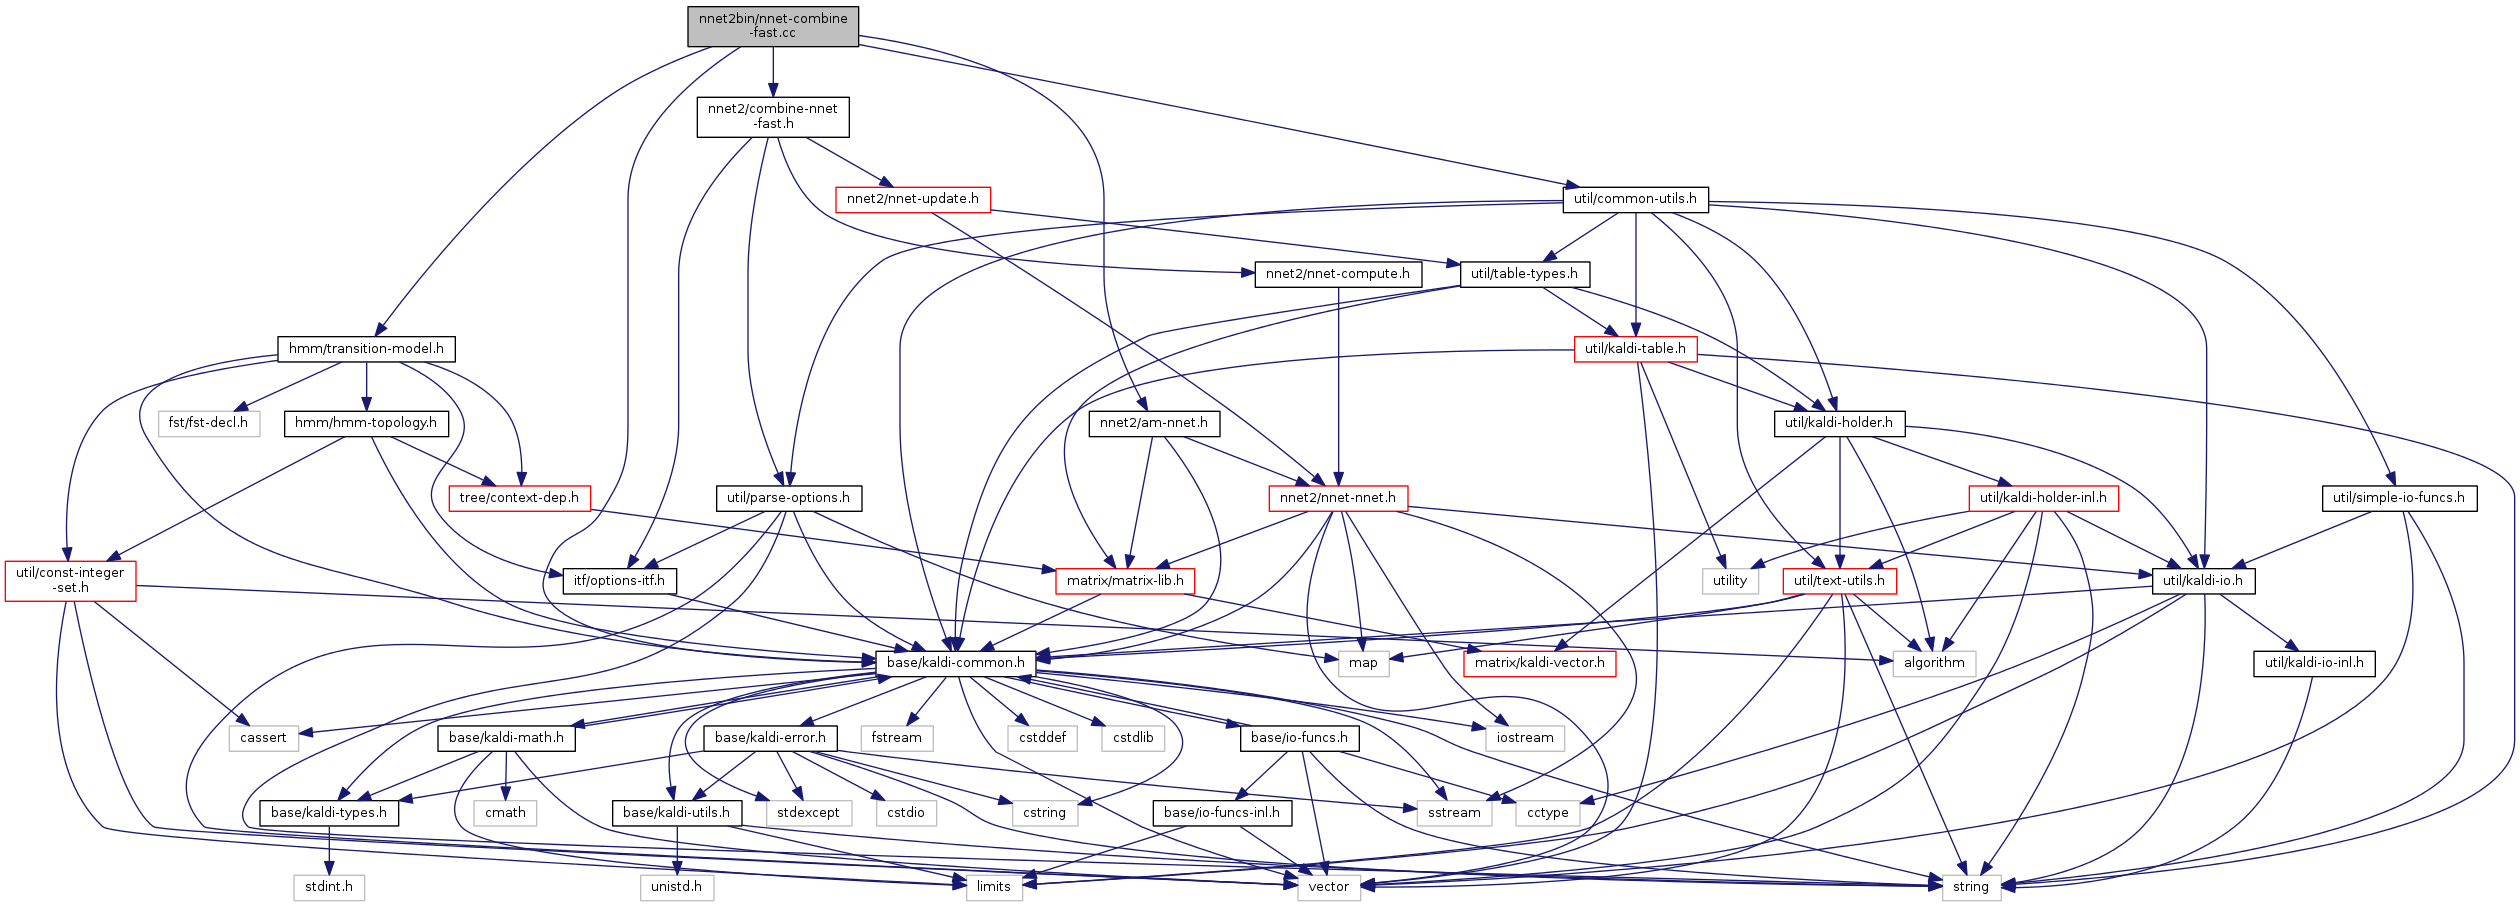 nnet2bin/nnet-combine
-fast.cc
nnet2/combine-nnet
-fast.h
nnet2/nnet-update.h
util/common-utils.h
nnet2/nnet-compute.h
util/table-types.h
hmm/transition-model.h
util/kaldi-table.h
fst/fst-decl.h
hmm/hmm-topology.h
nnet2/am-nnet.h
util/kaldi-holder.h
tree/context-dep.h
util/parse-options.h
nnet2/nnet-nnet.h
util/kaldi-holder-inl.h
util/simple-io-funcs.h
util/const-integer
-set.h
itf/options-itf.h
matrix/matrix-lib.h
utility
util/text-utils.h
util/kaldi-io.h
base/kaldi-common.h
map
matrix/kaldi-vector.h
algorithm
util/kaldi-io-inl.h
cassert
base/kaldi-math.h
base/kaldi-error.h
fstream
cstddef
cstdlib
base/io-funcs.h
iostream
base/kaldi-types.h
cmath
base/kaldi-utils.h
stdexcept
cstdio
cstring
base/io-funcs-inl.h
sstream
cctype
stdint.h
unistd.h
limits
vector
string